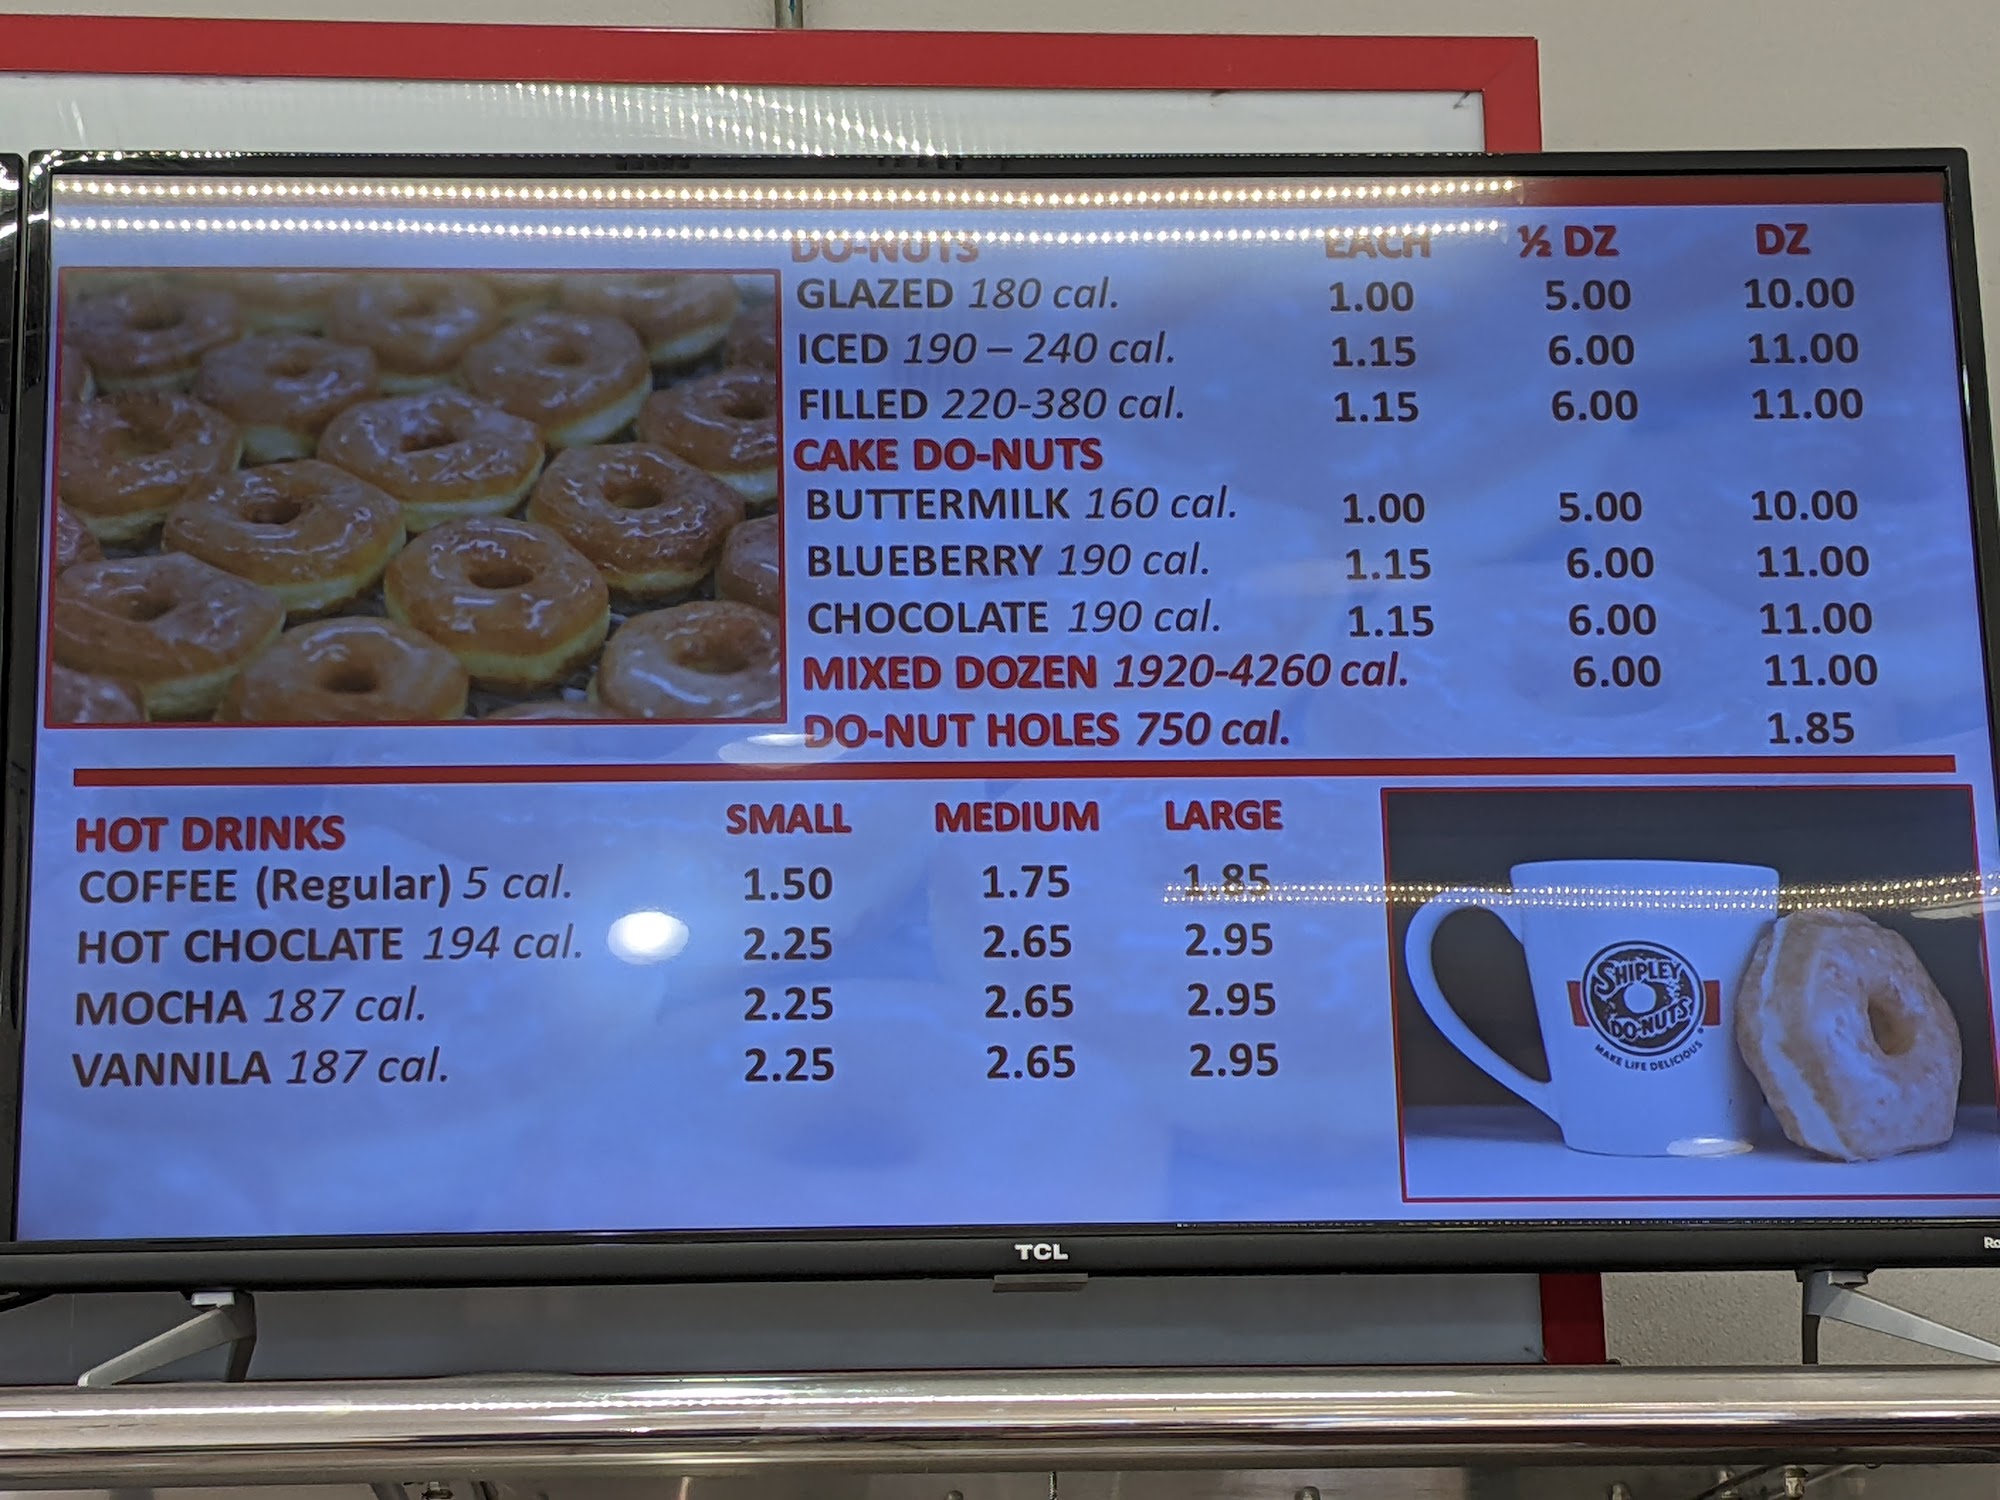 DO-NUTS EACH ½ DZ DZ
GLAZED 180 cal. 1.00 5.00 10.00
ICED 190 – 240 cal. 1.15 6.00 11.00
FILLED 220-380 cal. 1.15 6.00 11.00
CAKE DO-NUTS
BUTTERMILK 160 cal. 1.00 5.00 10.00
BLUEBERRY 190 cal. 1.15 6.00 11.00
CHOCOLATE 190 cal. 1.15 6.00 11.00
MIXED DOZEN 1920-4260 cal. 6.00 11.00
DO-NUT HOLES 750 cal. 1.85
HOT DRINKS SMALL MEDIUM LARGE
COFFEE (Regular) 5 cal. 1.50 1.75 1.85
HOT CHOCLATE 194 cal. 2.25 2.65 2.95
MOCHA 187 cal. 2.25 2.65 2.95
VANNILA 187 cal. 2.25 2.65 2.95
SHIPLEY
DO-NUTS
MAKE LIFE DELICIOUS
TCL